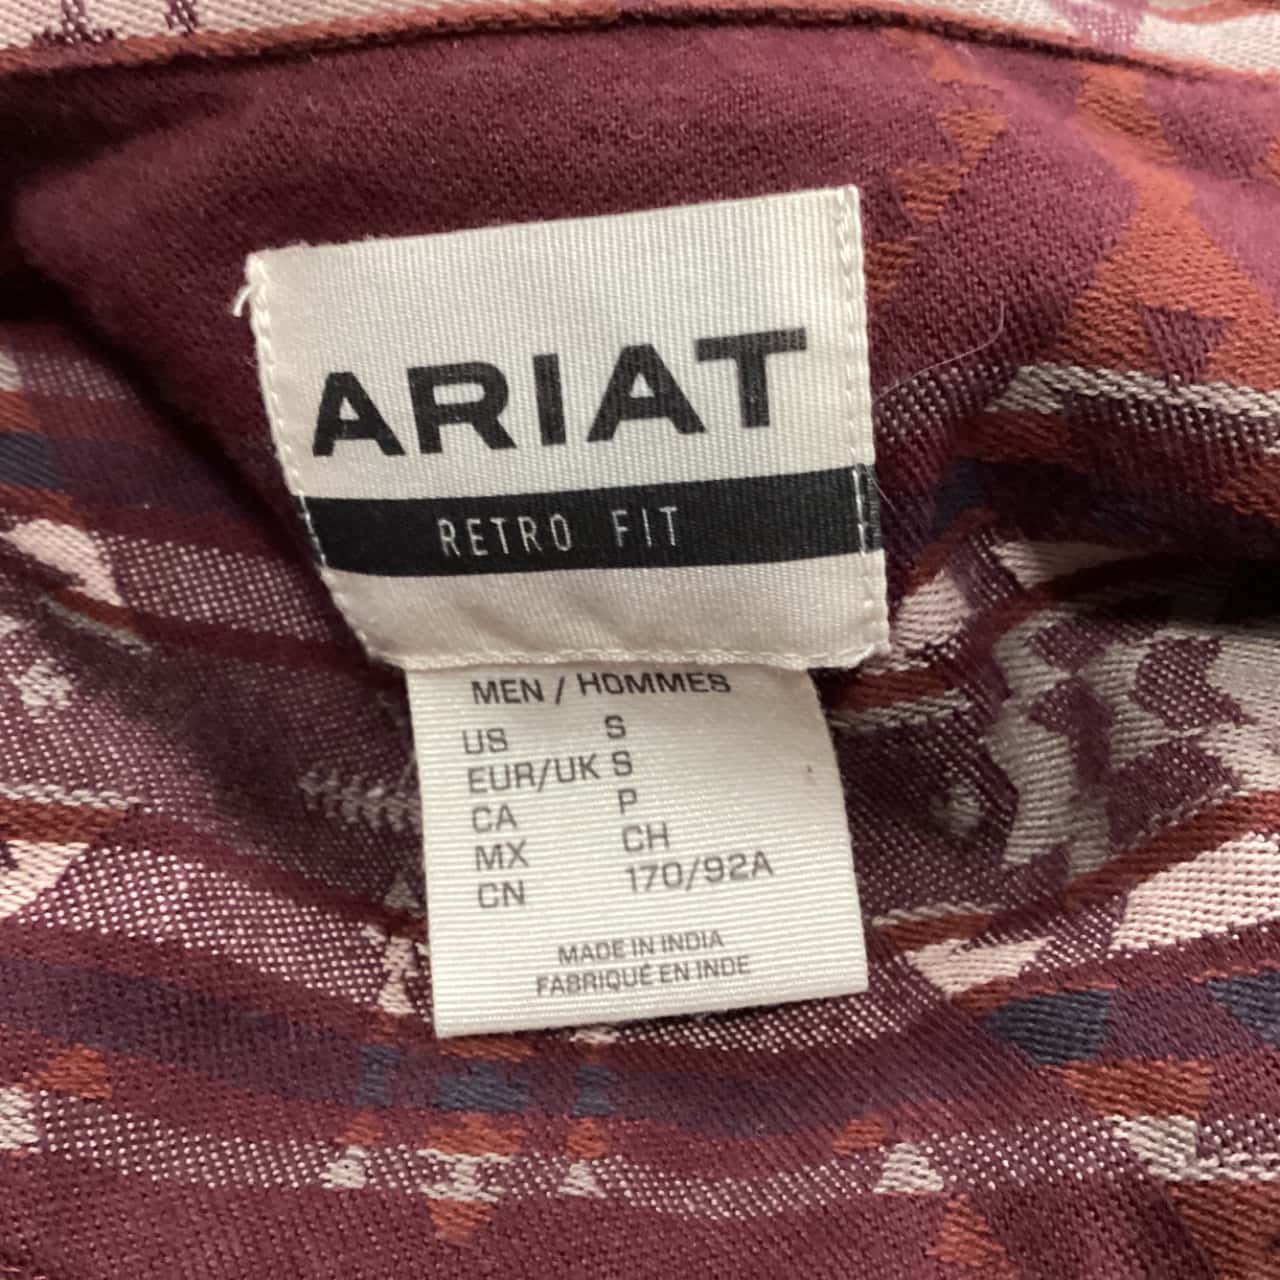 ARIAT
RETRO FIT
MEN / HOMMES
US S
EUR/UK S
CA P
MX CH
CN 170/92A
MADE IN INDIA
FABRIQUÉ EN INDE